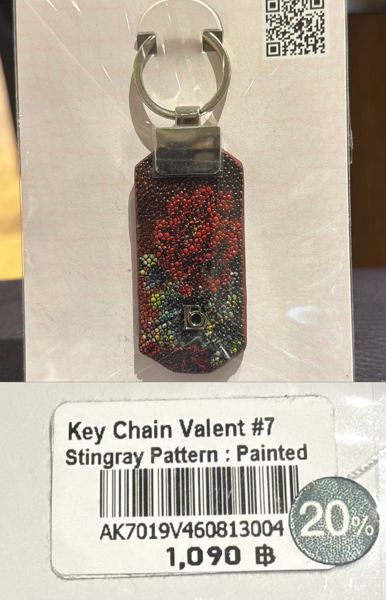 b
Key Chain Valent #7
Stingray Pattern : Painted
AK7019V460813004
1,090 ฿
20%